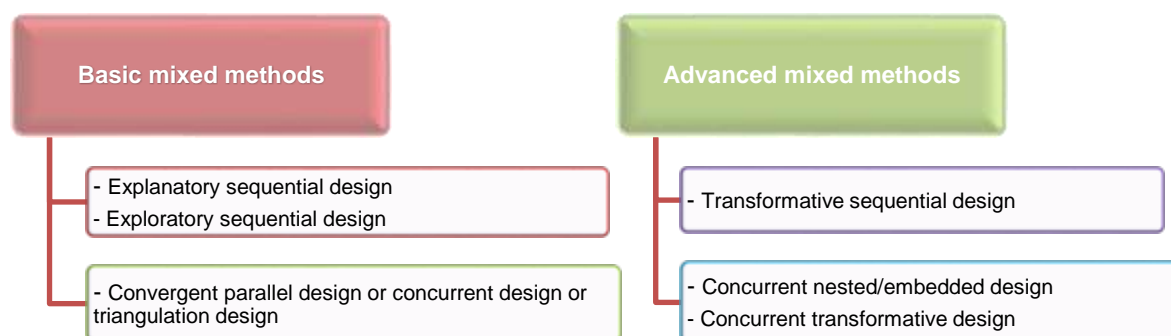 Basic mixed methods
- Explanatory sequential design
- Exploratory sequential design
- Convergent parallel design or concurrent design or
triangulation design
Advanced mixed methods
- Transformative sequential design
- Concurrent nested/embedded design
- Concurrent transformative design